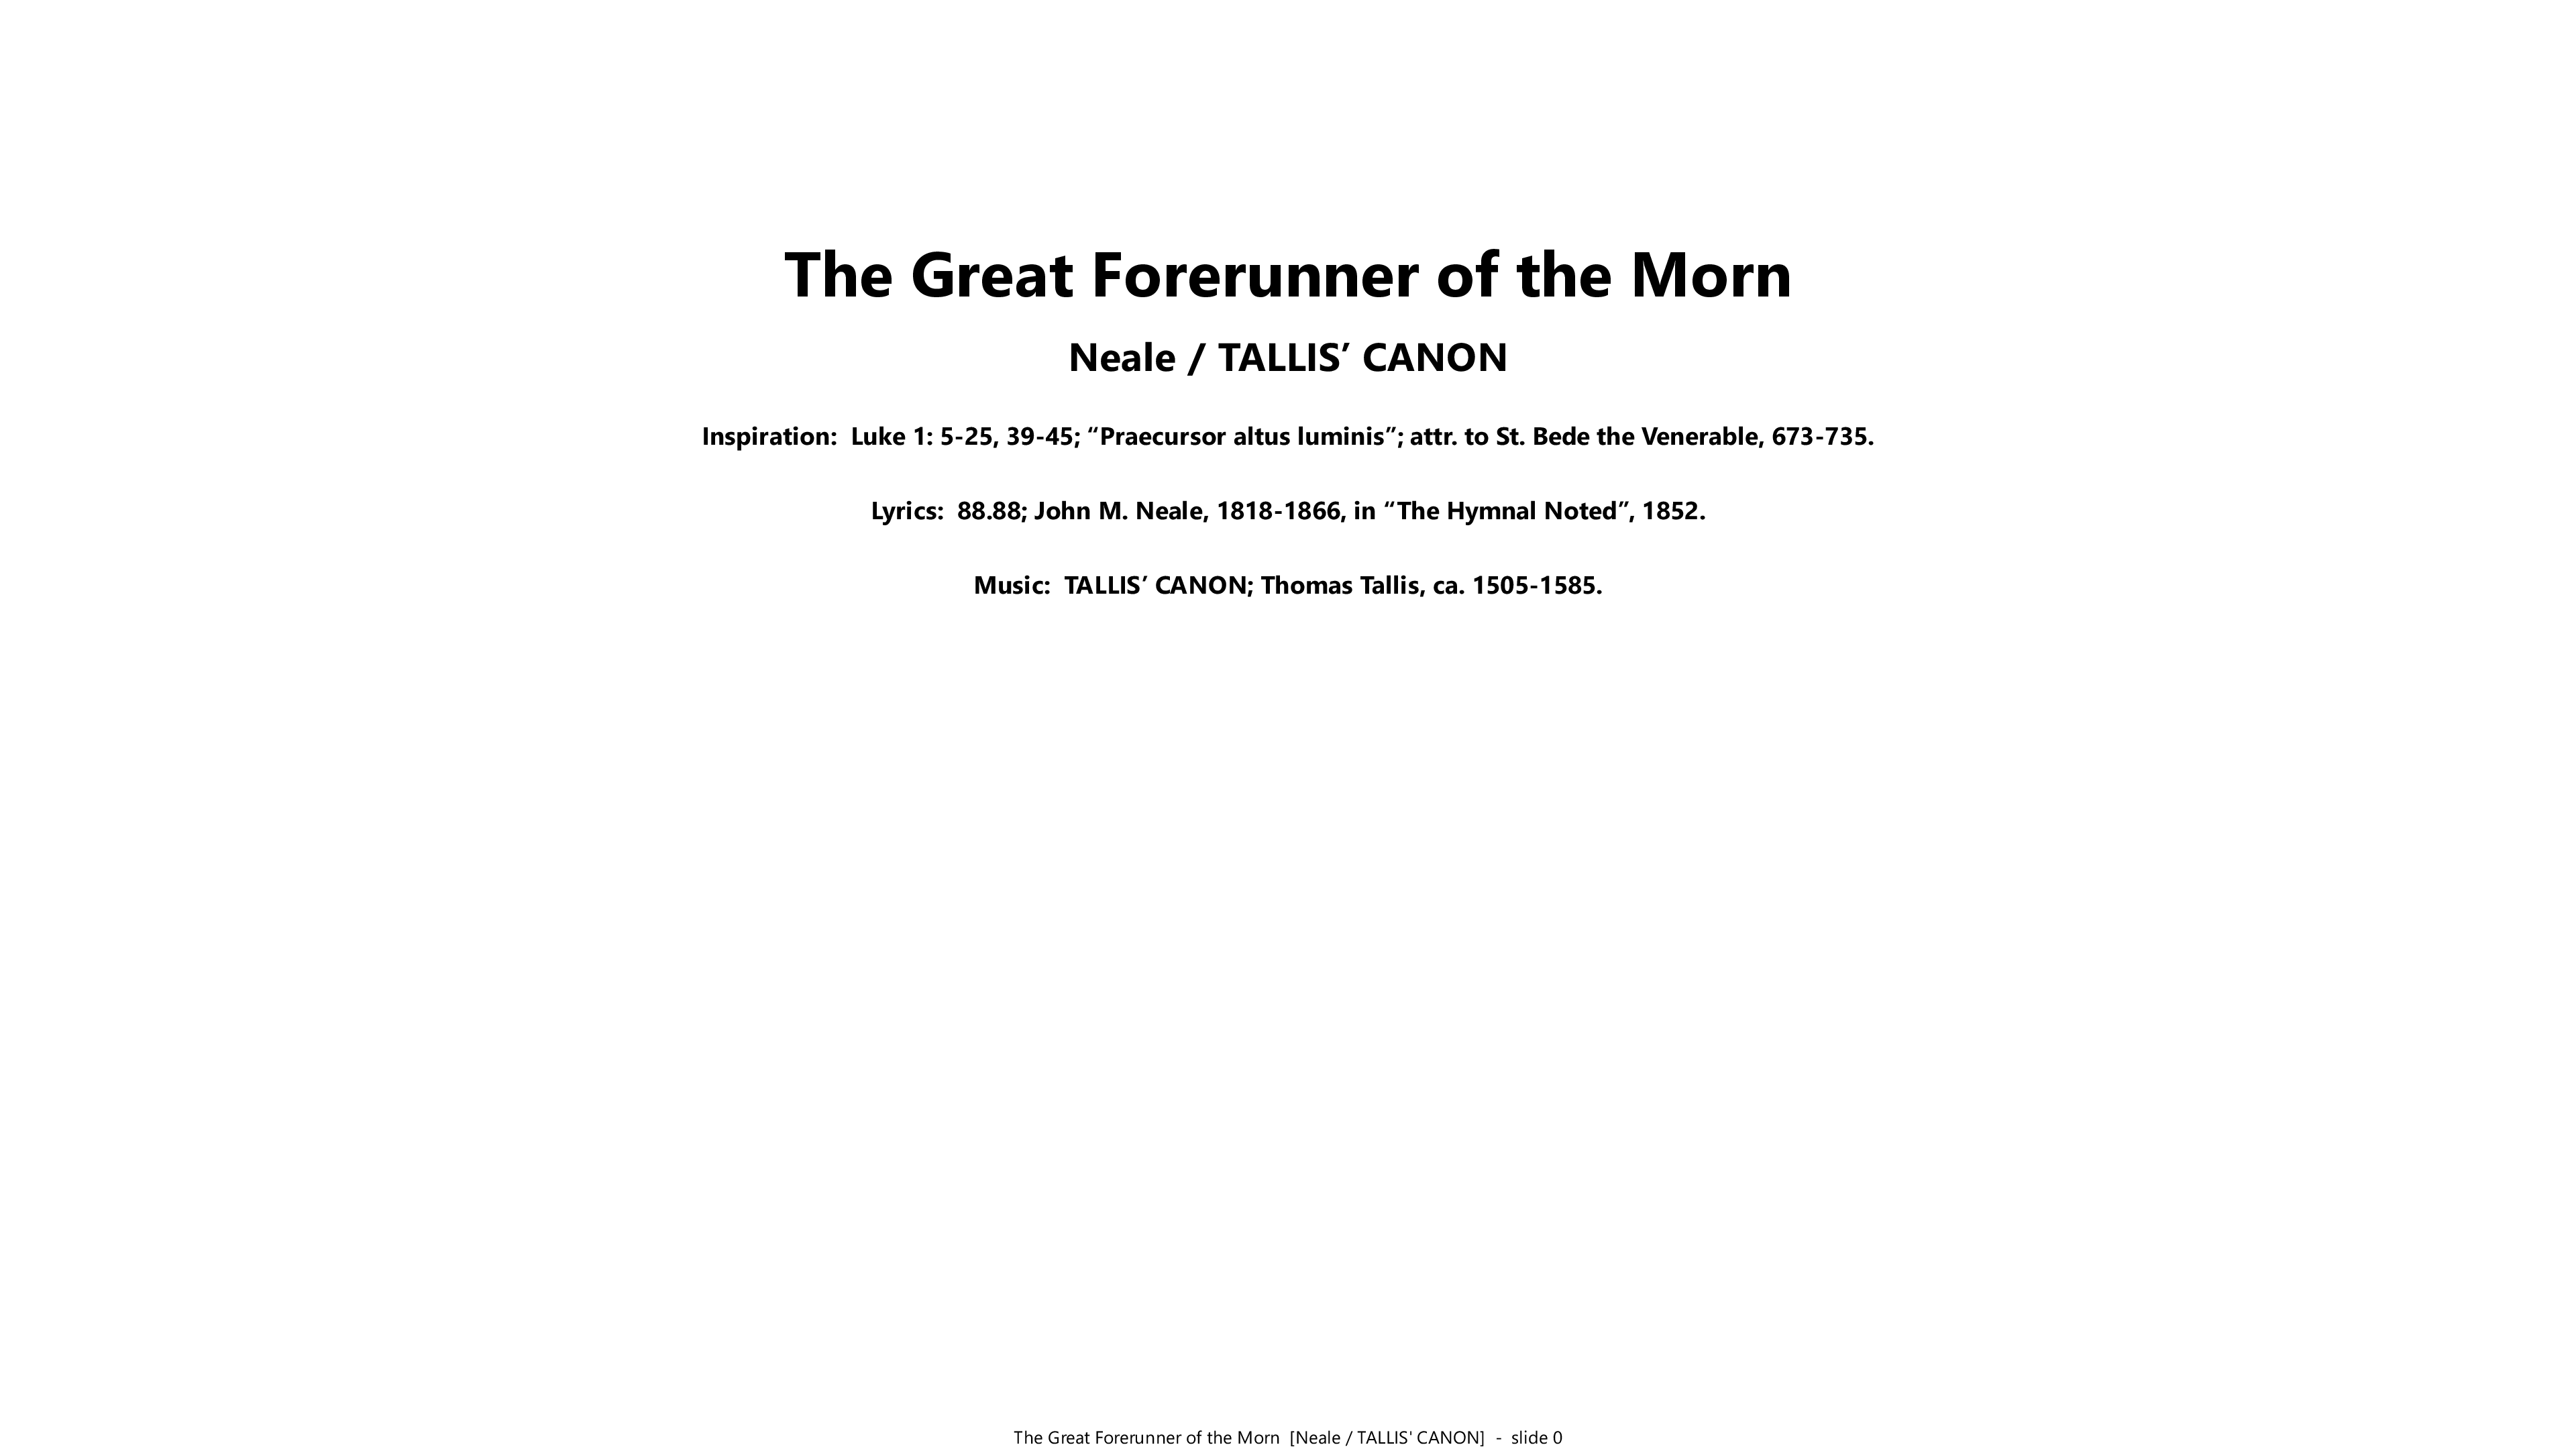 The Great Forerunner of the Morn
Neale / TALLIS’ CANON
Inspiration:  Luke 1: 5-25, 39-45; “Praecursor altus luminis”; attr. to St. Bede the Venerable, 673-735.
Lyrics:  88.88; John M. Neale, 1818-1866, in “The Hymnal Noted”, 1852.
Music:  TALLIS’ CANON; Thomas Tallis, ca. 1505-1585.
The Great Forerunner of the Morn  [Neale / TALLIS' CANON]  -  slide 0